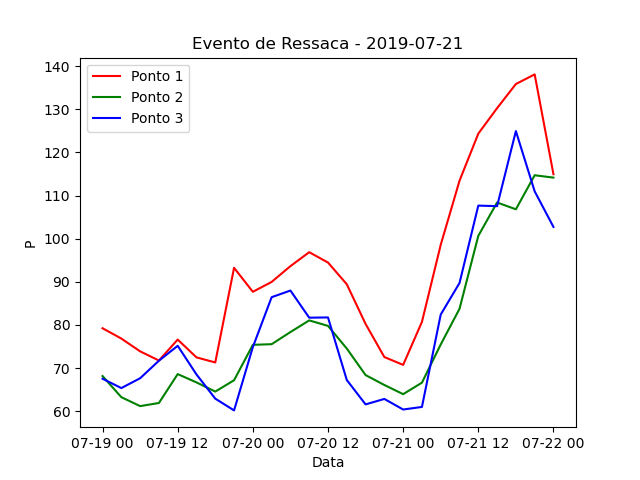 Evento de Ressaca - 2019-07-21
Ponto 1
Ponto 2
Ponto 3
P
140
130
120
110
100
90
80
70
60
07-19 00 07-19 12 07-20 00 07-20 12 07-21 00 07-21 12 07-22 00
Data